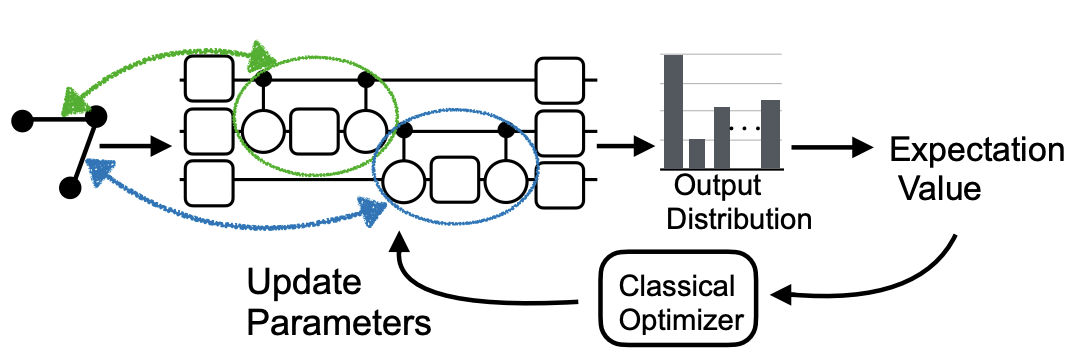 Output
Distribution
Expectation
Value
Update
Parameters
Classical
Optimizer